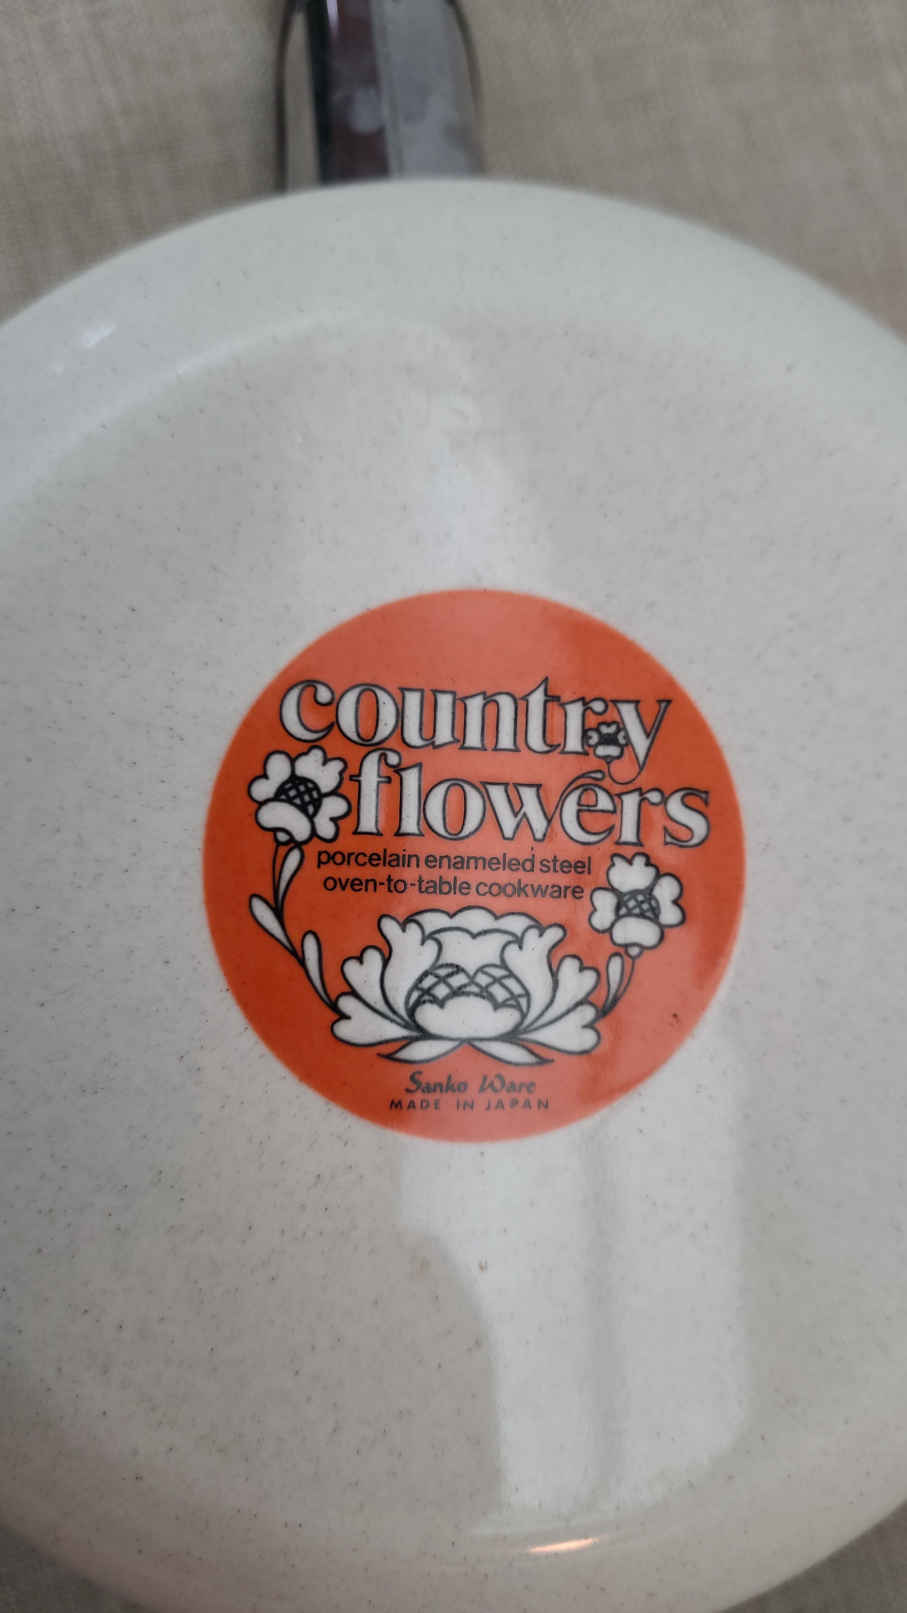 country
flowers
porcelain enameled steel
oven-to-table cookware
Sanko Ware
MADE IN JAPAN